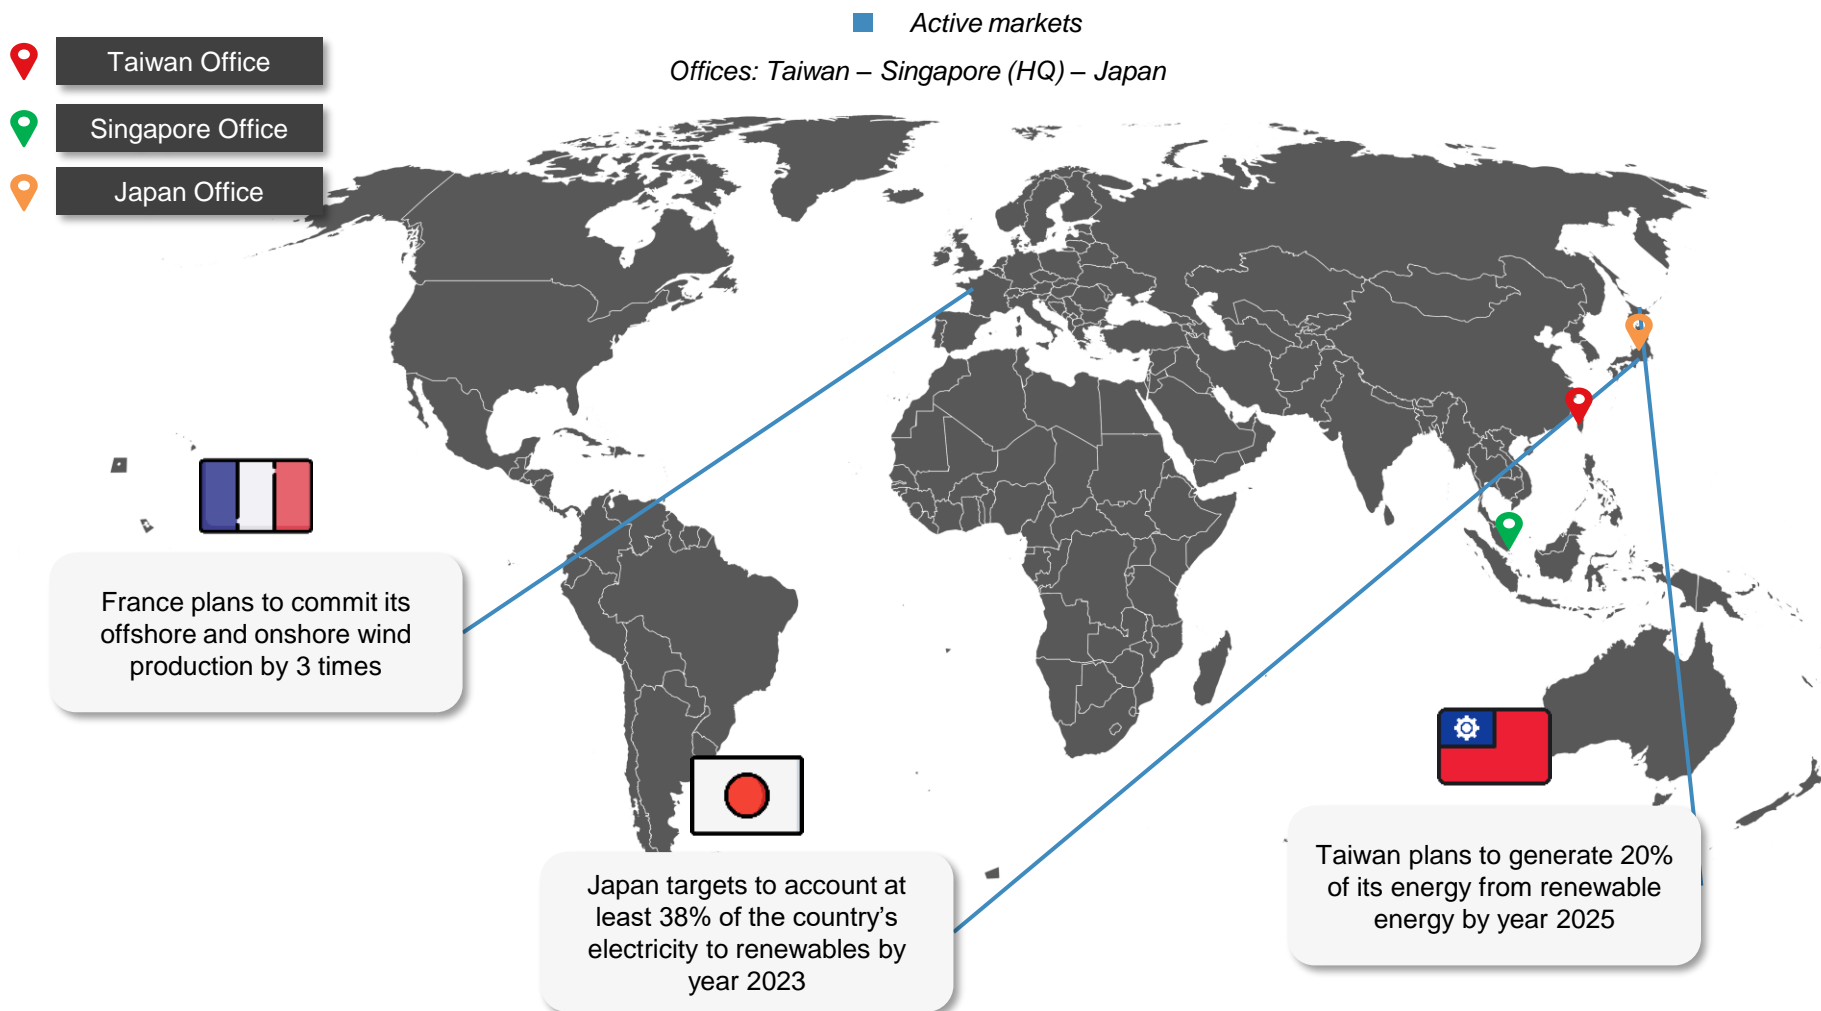 Active markets
Offices: Taiwan – Singapore (HQ) – Japan
Taiwan Office
Singapore Office
Japan Office
France plans to commit its
offshore and onshore wind
production by 3 times
Japan targets to account at
least 38% of the country’s
electricity to renewables by
year 2023
Taiwan plans to generate 20%
of its energy from renewable
energy by year 2025